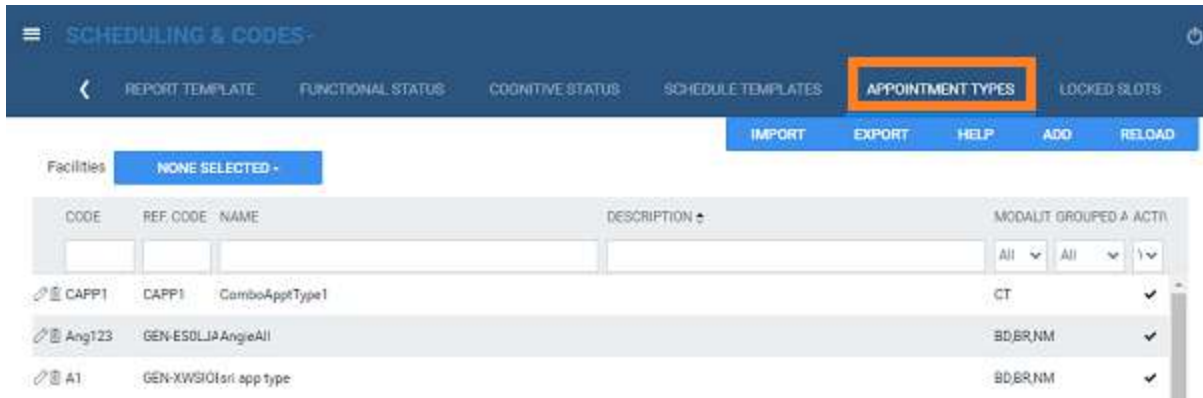 SCHEDULING & CODES-
REPORT TEMPLATE FUNCTIONAL STATUS COGNITIVE STATUS SCHEDULE TEMPLATES APPOINTMENT TYPES LOCKED SLOTS
IMPORT EXPORT HELP ADD RELOAD
Facilities NONE SELECTED -
CODE REF. CODE NAME DESCRIPTION MODALIT GROUPED A ACTI
All All
CAPP1 CAPP1 ComboApptType1 CT
Ang123 AngieAll BD,BR,NM
A1 sri app type BD,BR,NM